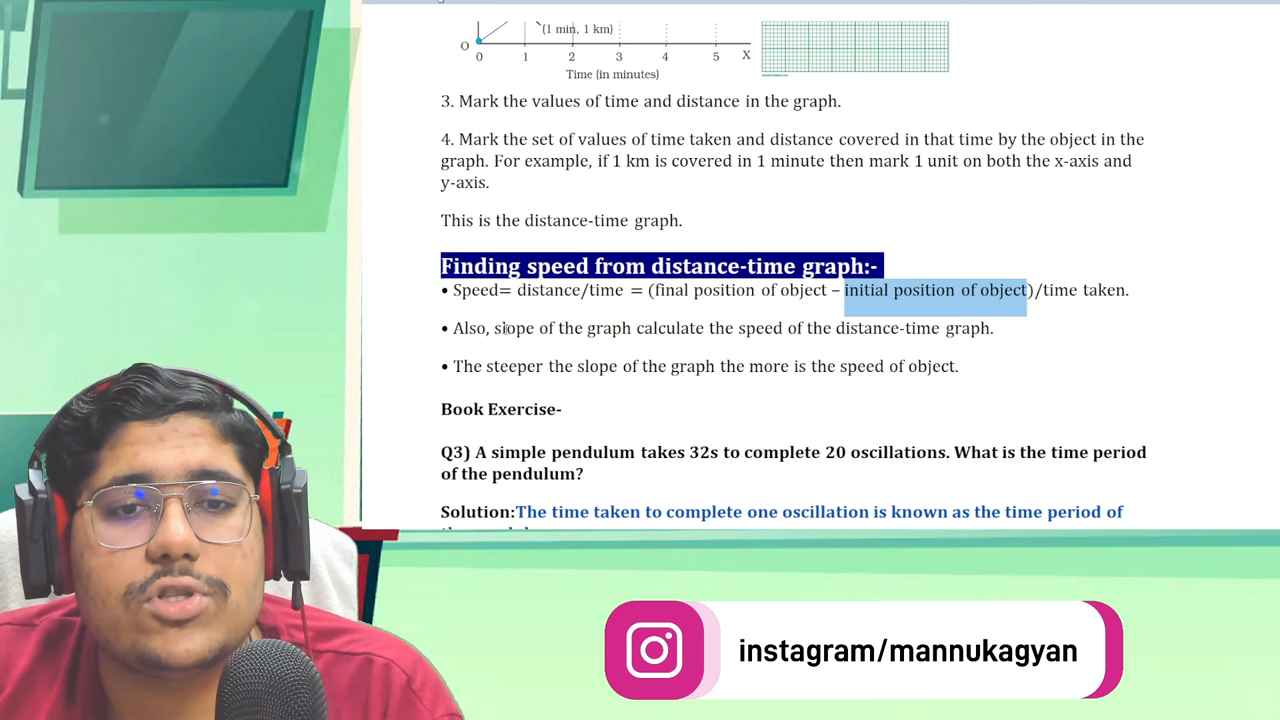 (1 min, 1 km)
O
0 1 2 3 4 5 X
Time (in minutes)
3. Mark the values of time and distance in the graph.
4. Mark the set of values of time taken and distance covered in that time by the object in the
graph. For example, if 1 km is covered in 1 minute then mark 1 unit on both the x-axis and
y-axis.
This is the distance-time graph.
Finding speed from distance-time graph:-
• Speed= distance/time = (final position of object – initial position of object)/time taken.
• Also, slope of the graph calculate the speed of the distance-time graph.
• The steeper the slope of the graph the more is the speed of object.
Book Exercise-
Q3) A simple pendulum takes 32s to complete 20 oscillations. What is the time period
of the pendulum?
Solution:The time taken to complete one oscillation is known as the time period of
instagram/mannukagyan